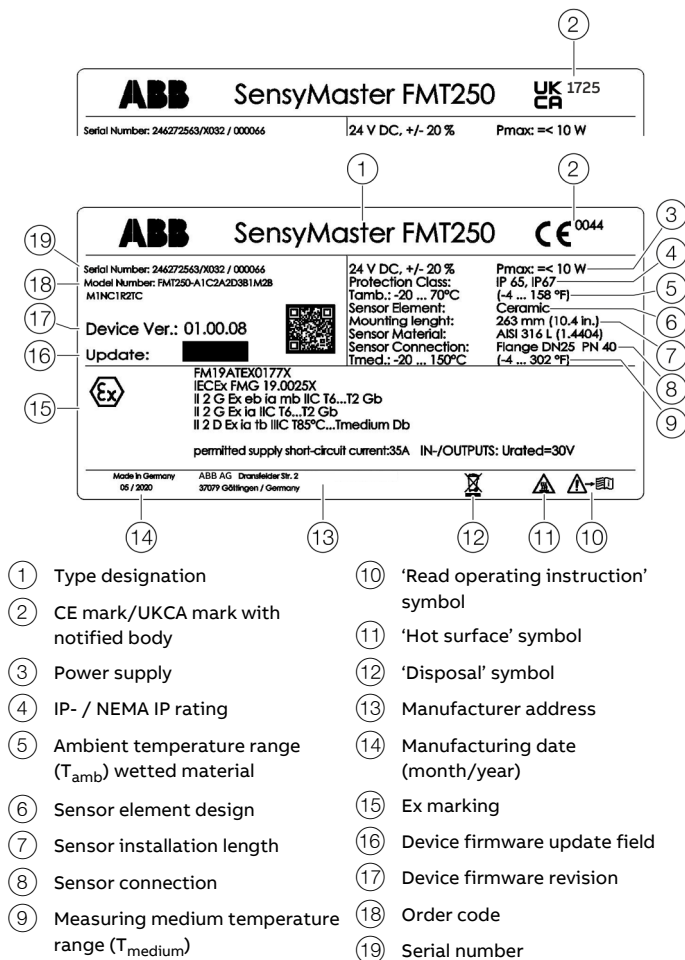 2
ABB SensyMaster FMT250 UK CA 1725
Serial Number: 246272563/X032 / 000066 24 V DC, +/- 20 % Pmax: =< 10 W
1 2
ABB SensyMaster FMT250 CE 0044
3
19 4
Serial Number: 246272563/X032 / 000066 24 V DC, +/- 20 % Pmax: =< 10 W
18 Model Number: FMT250-A1C2A2D3B1M2B Protection Class: IP 65, IP67
M1NC1R2TC Tamb.: -20 ... 70°C (-4 ... 158 °F) 5
Sensor Element: Ceramic
17 Device Ver.: 01.00.08 Mounting lenght: 263 mm (10.4 in.) 6
Sensor Material: AISI 316 L (1.4404)
16 Update: Sensor Connection: Flange DN25 PN 40 7
Tmed.: -20 ... 150°C (-4 ... 302 °F) 8
FM19ATEX0177X
Ex IECEx FMG 19.0025X 9
15 II 2 G Ex eb ia mb IIC T6...T2 Gb
II 2 G Ex ia IIC T6...T2 Gb
II 2 D Ex ia tb IIIC T85°C...Tmedium Db
permitted supply short-circuit current:35A IN-/OUTPUTS: Urated=30V
Made in Germany ABB AG Dransfelder Str. 2
05 / 2020 37079 Göttingen / Germany
14 13 12 11 10
1 Type designation
2 CE mark/UKCA mark with
notified body
3 Power supply
4 IP- / NEMA IP rating
5 Ambient temperature range
(Tamb) wetted material
6 Sensor element design
7 Sensor installation length
8 Sensor connection
9 Measuring medium temperature
range (Tmedium)
10 ‘Read operating instruction’
symbol
11 ‘Hot surface’ symbol
12 ‘Disposal’ symbol
13 Manufacturer address
14 Manufacturing date
(month/year)
15 Ex marking
16 Device firmware update field
17 Device firmware revision
18 Order code
19 Serial number